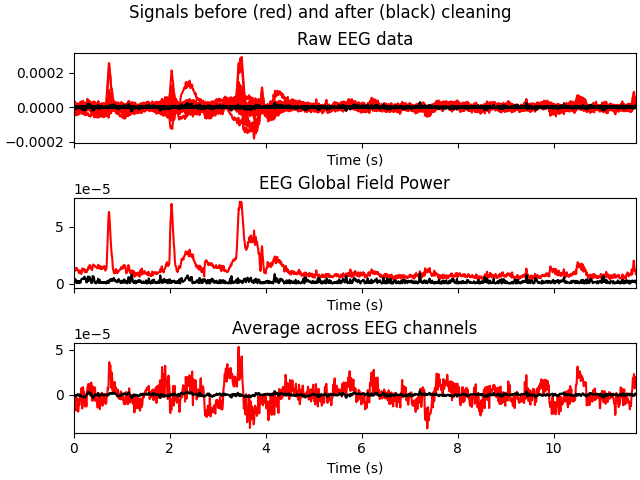 Signals before (red) and after (black) cleaning
Raw EEG data
0.0002
0.0000
−0.0002
Time (s)
EEG Global Field Power
1e−5
5
0
Time (s)
Average across EEG channels
1e−5
5
0
0 2 4 6 8 10
Time (s)